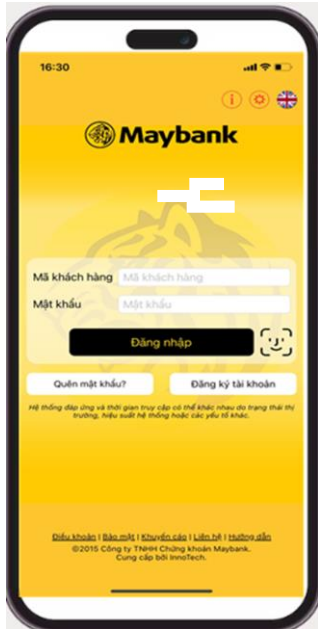 16:30
Maybank
Mã khách hàng Mã khách hàng
Mật khẩu Mật khẩu
Đăng nhập
Quên mật khẩu? Đăng ký tài khoản
Hệ thống đáp ứng và thời gian truy cập có thể khác nhau do trạng thái thị
trường, hiệu suất hệ thống hoặc các yếu tố khác.
Điều khoản | Bảo mật | Khuyến cáo | Liên hệ | Hướng dẫn
©2015 Công ty TNHH Chứng khoán Maybank.
Cung cấp bởi InnoTech.